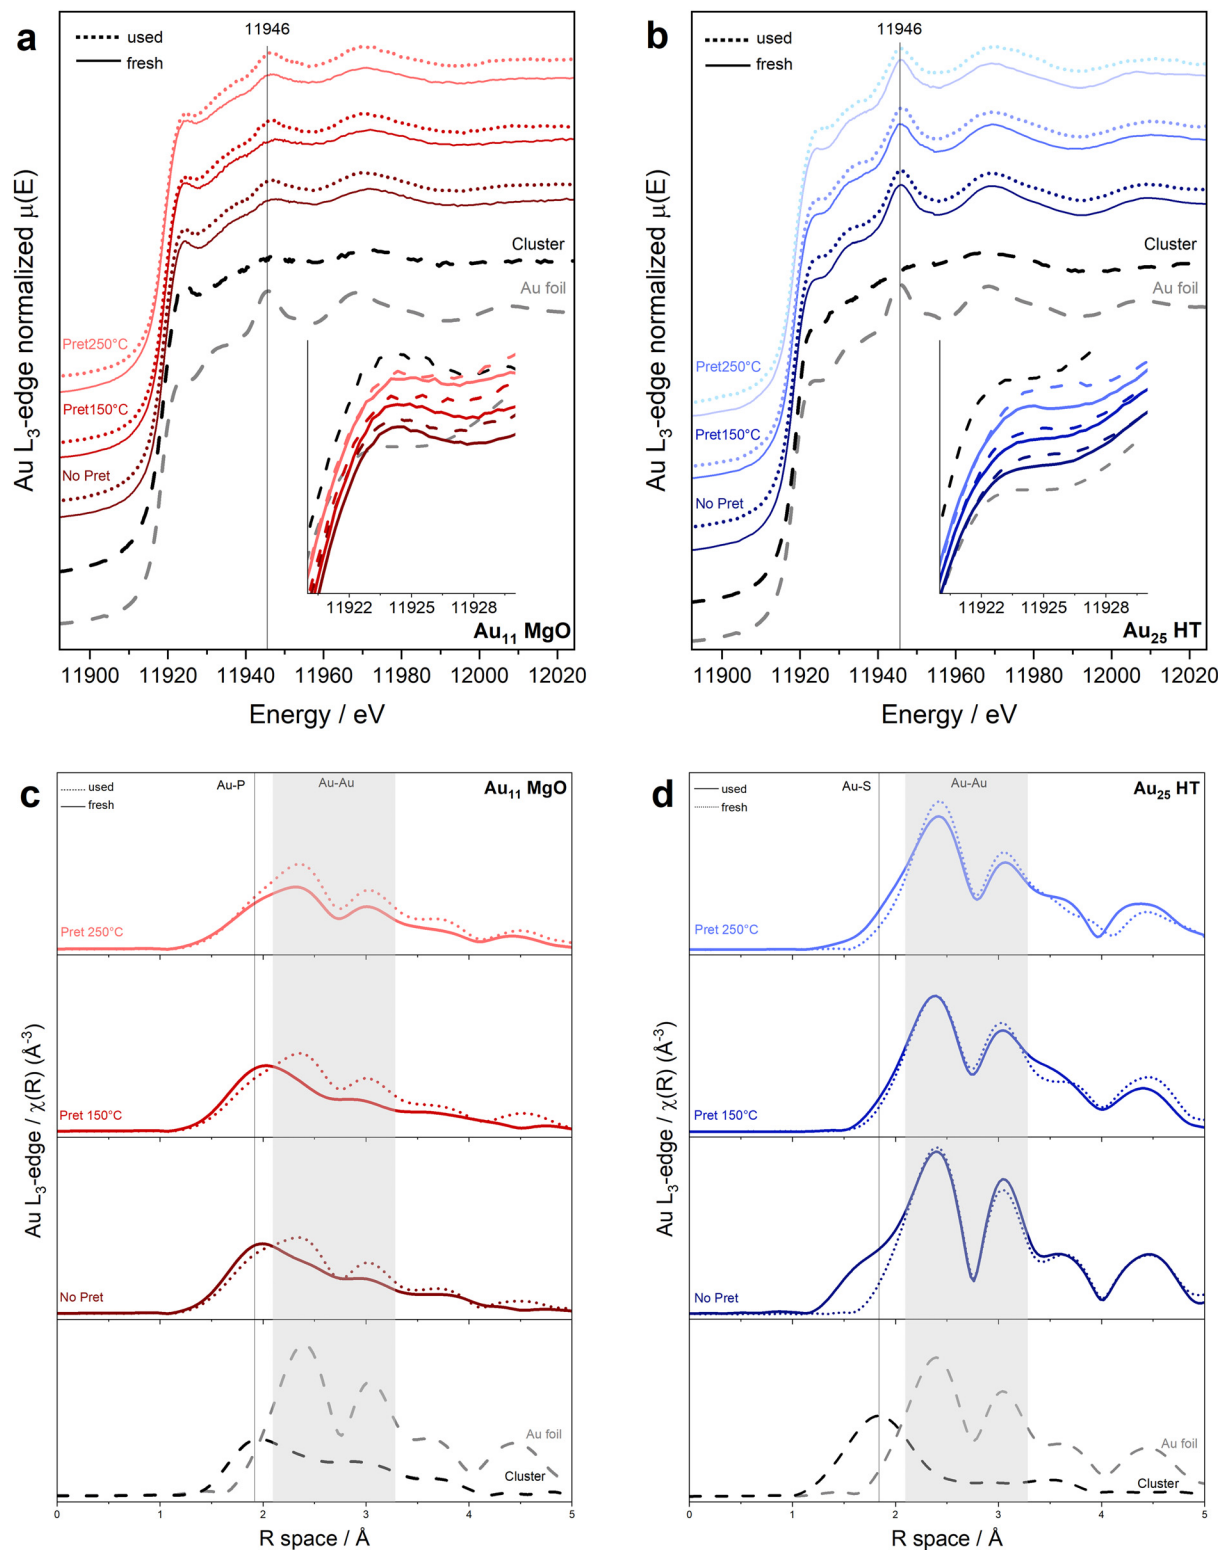 a
used
fresh
11946
Cluster
Au foil
Pret250°C
Pret150°C
No Pret
11922 11925 11928
Au₁₁ MgO
11900 11920 11940 11960 11980 12000 12020
Energy / eV
Au L₃-edge normalized μ(E)
b
used
fresh
11946
Cluster
Au foil
Pret250°C
Pret150°C
No Pret
11922 11925 11928
Au₂₅ HT
11900 11920 11940 11960 11980 12000 12020
Energy / eV
Au L₃-edge normalized μ(E)
c
used
fresh
Au-P
Au-Au
Au₁₁ MgO
Pret 250°C
Pret 150°C
No Pret
Au foil
Cluster
0 1 2 3 4 5
R space / Å
Au L₃-edge / χ(R) (Å⁻³)
d
used
fresh
Au-S
Au-Au
Au₂₅ HT
Pret 250°C
Pret 150°C
No Pret
Au foil
Cluster
0 1 2 3 4 5
R space / Å
Au L₃-edge / χ(R) (Å⁻³)